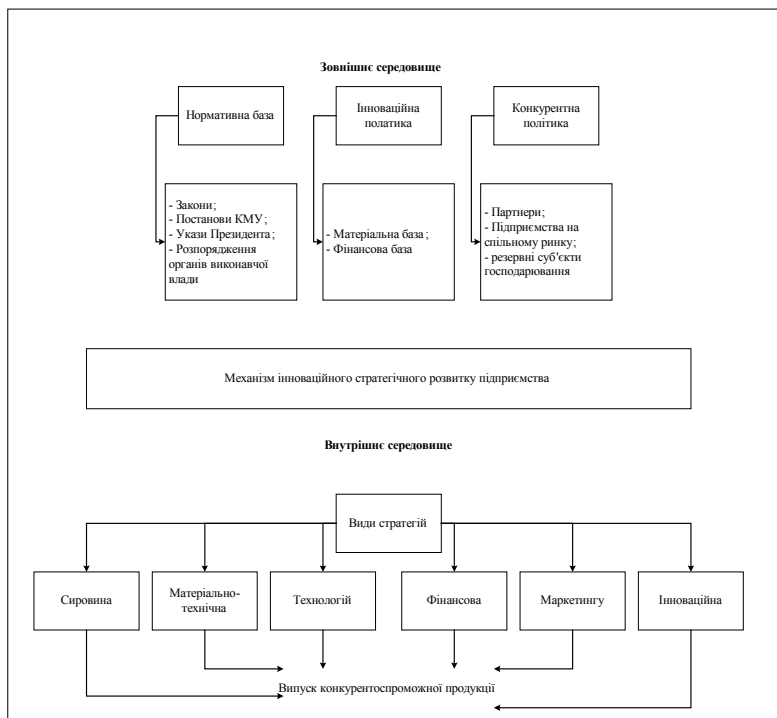 Зовнішнє середовище
Нормативна база
Інноваційна
полатика
Конкурентна
політика
- Закони;
- Постанови КМУ;
- Укази Президента;
- Розпорядження
органів виконавчої
влади
- Матеріальна база;
- Фінансова база
- Партнери;
- Підприємства на
спільному ринку;
- резервні суб'єкти
господарювання
Механізм інноваційного стратегічного розвитку підприємства
Внутрішнє середовище
Види стратегій
Сировина
Матеріально-
технічна
Технологій
Фінансова
Маркетингу
Інноваційна
Випуск конкурентоспроможної продукції